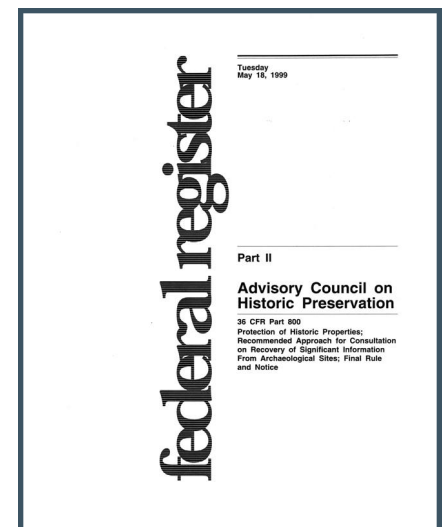 federal register
Tuesday
May 18, 1999
Part II
Advisory Council on
Historic Preservation
36 CFR Part 800
Protection of Historic Properties;
Recommended Approach for Consultation
on Recovery of Significant Information
From Archaeological Sites; Final Rule
and Notice